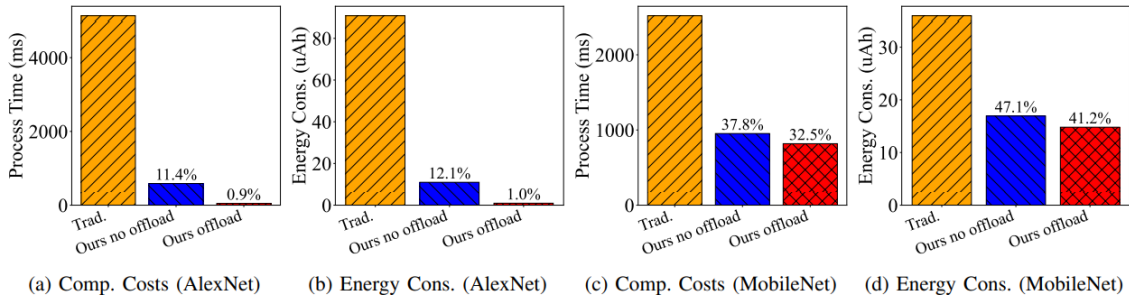 Process Time (ms)
4000
2000
0
11.4%
0.9%
Trad.
Ours no offload
Ours offload
(a) Comp. Costs (AlexNet)
Energy Cons. (uAh)
80
60
40
20
0
12.1%
1.0%
Trad.
Ours no offload
Ours offload
(b) Energy Cons. (AlexNet)
Process Time (ms)
2000
1000
0
37.8%
32.5%
Trad.
Ours no offload
Ours offload
(c) Comp. Costs (MobileNet)
Energy Cons. (uAh)
30
20
10
0
47.1%
41.2%
Trad.
Ours no offload
Ours offload
(d) Energy Cons. (MobileNet)